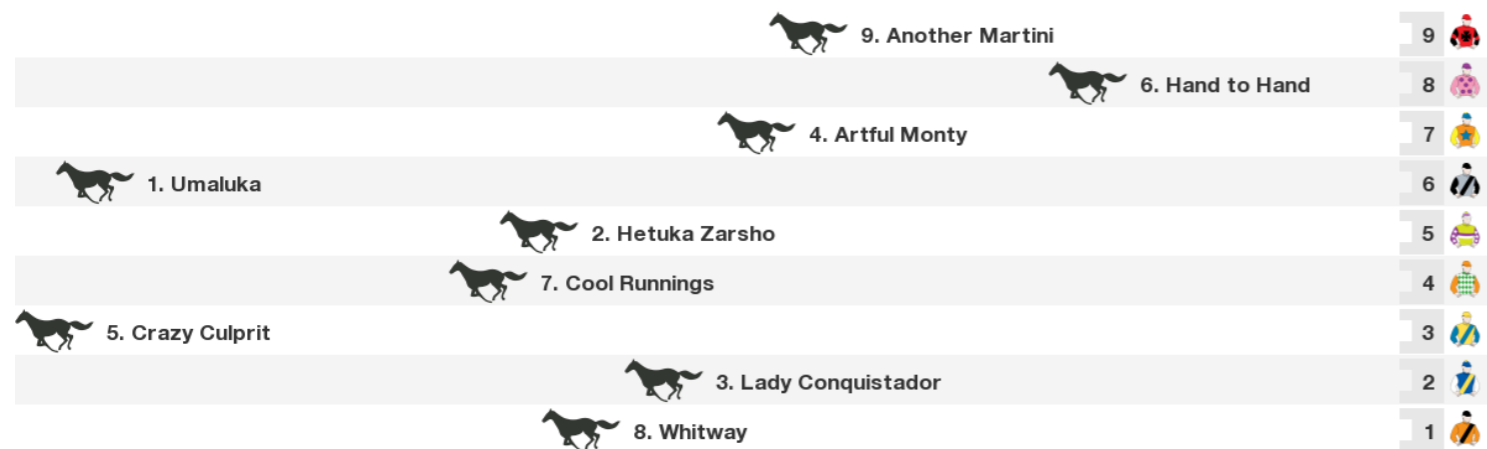 9. Another Martini 9
6. Hand to Hand 8
4. Artful Monty 7
1. Umaluka 6
2. Hetuka Zarsho 5
7. Cool Runnings 4
5. Crazy Culprit 3
3. Lady Conquistador 2
8. Whitway 1